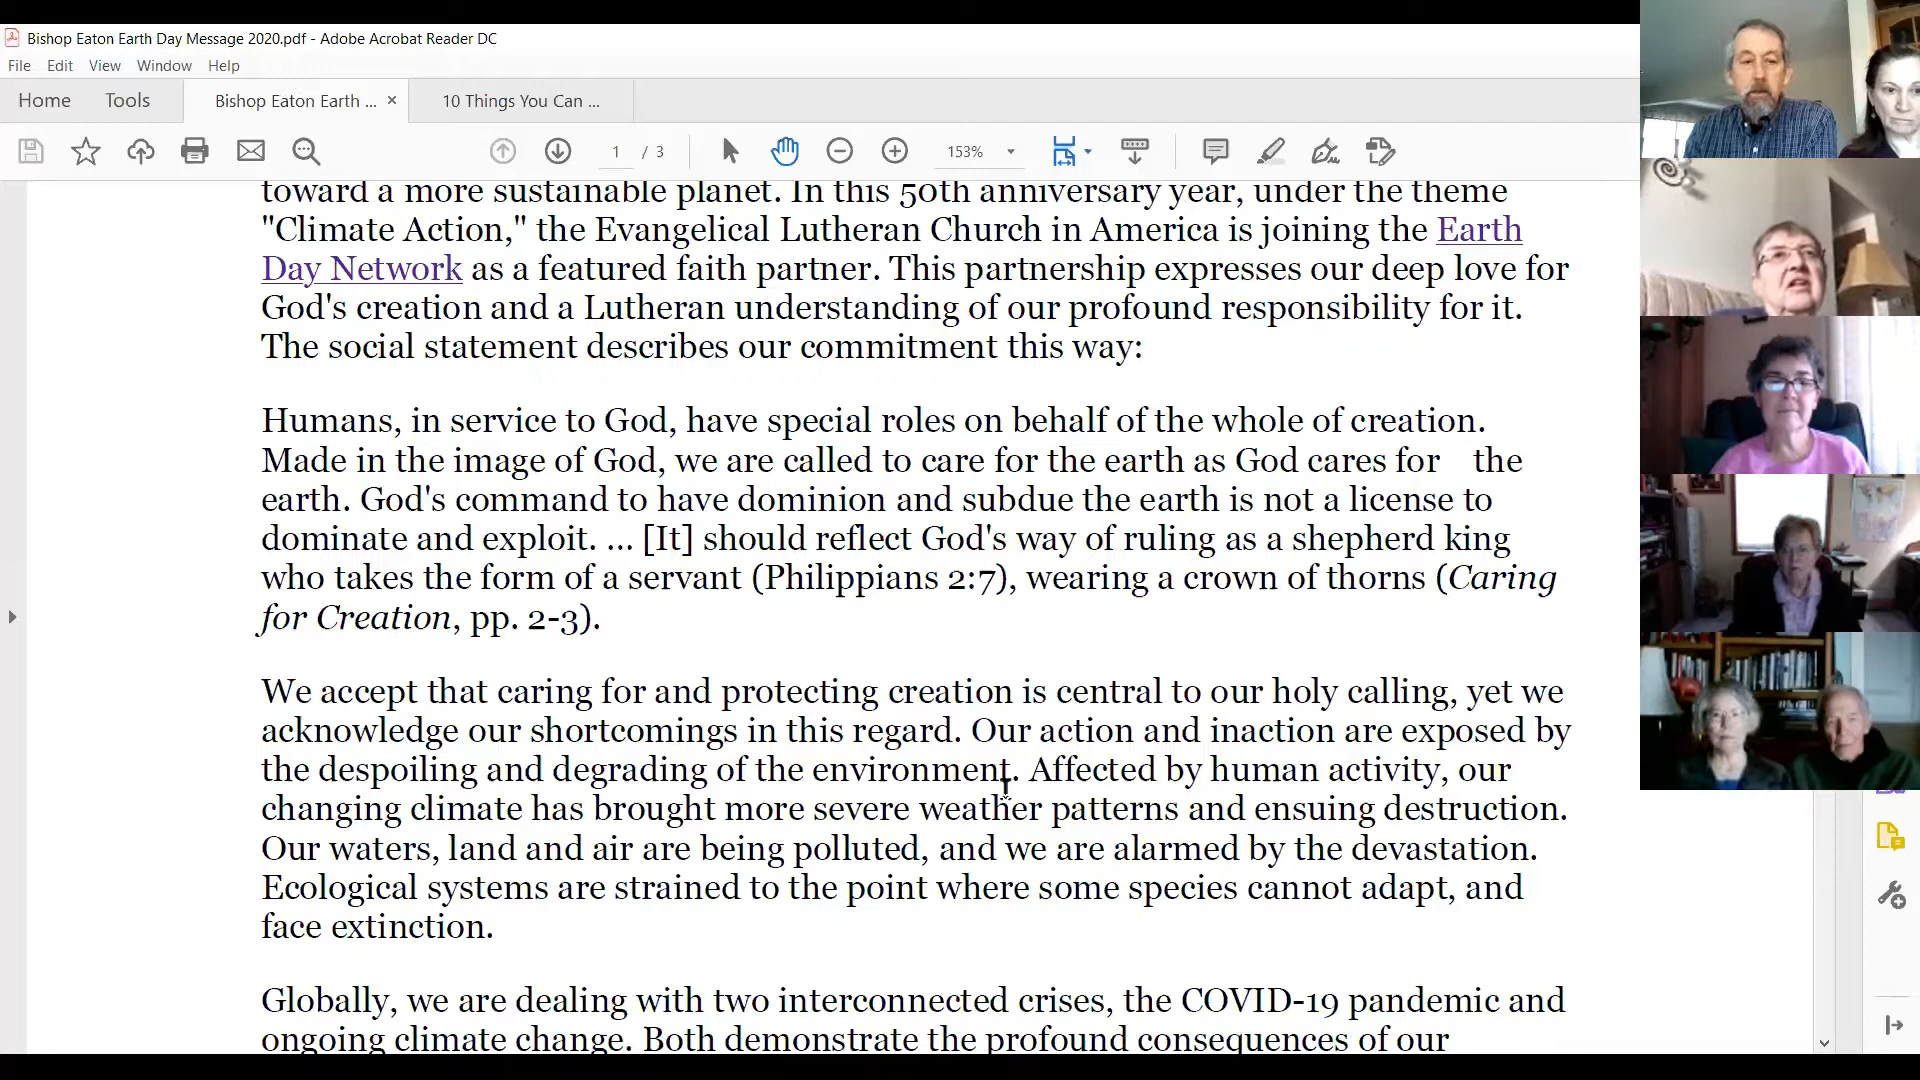 Bishop Eaton Earth Day Message 2020.pdf - Adobe Acrobat Reader DC
File Edit View Window Help
Home Tools Bishop Eaton Earth ... × 10 Things You Can ...
1 / 3 153%
toward a more sustainable planet. In this 50th anniversary year, under the theme
"Climate Action," the Evangelical Lutheran Church in America is joining the Earth
Day Network as a featured faith partner. This partnership expresses our deep love for
God's creation and a Lutheran understanding of our profound responsibility for it.
The social statement describes our commitment this way:
Humans, in service to God, have special roles on behalf of the whole of creation.
Made in the image of God, we are called to care for the earth as God cares for the
earth. God's command to have dominion and subdue the earth is not a license to
dominate and exploit. ... [It] should reflect God's way of ruling as a shepherd king
who takes the form of a servant (Philippians 2:7), wearing a crown of thorns (Caring
for Creation, pp. 2-3).
We accept that caring for and protecting creation is central to our holy calling, yet we
acknowledge our shortcomings in this regard. Our action and inaction are exposed by
the despoiling and degrading of the environment. Affected by human activity, our
changing climate has brought more severe weather patterns and ensuing destruction.
Our waters, land and air are being polluted, and we are alarmed by the devastation.
Ecological systems are strained to the point where some species cannot adapt, and
face extinction.
Globally, we are dealing with two interconnected crises, the COVID-19 pandemic and
ongoing climate change. Both demonstrate the profound consequences of our